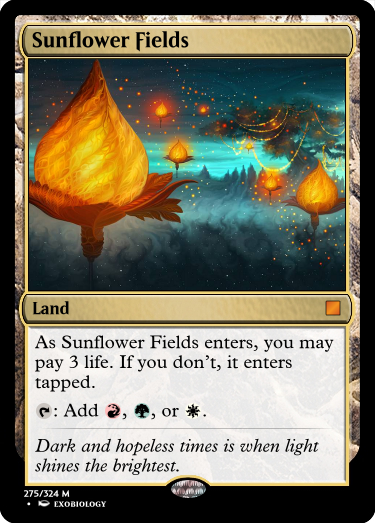 Sunflower Fields
Land
As Sunflower Fields enters, you may
pay 3 life. If you don't, it enters
tapped.
: Add , , or .
Dark and hopeless times is when light
shines the brightest.
275/324 M
• EXOBIOLOGY